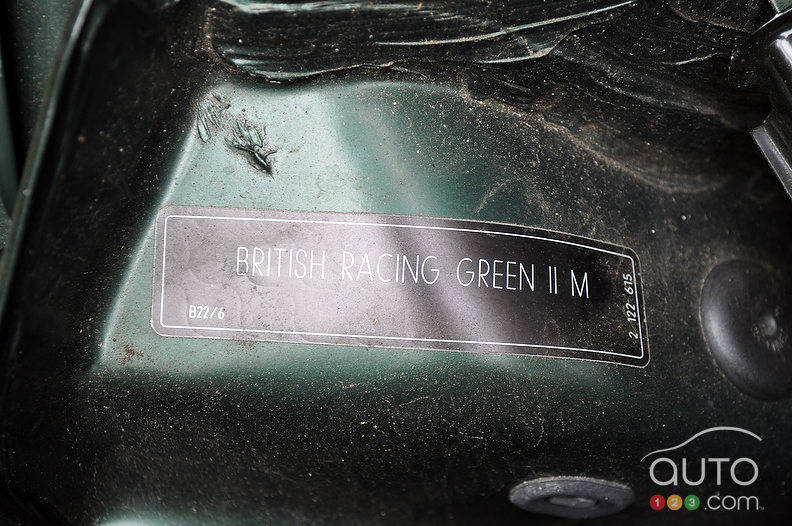 BRITISH RACING GREEN II M
B22/6
2 122 615
AUTO
123.com